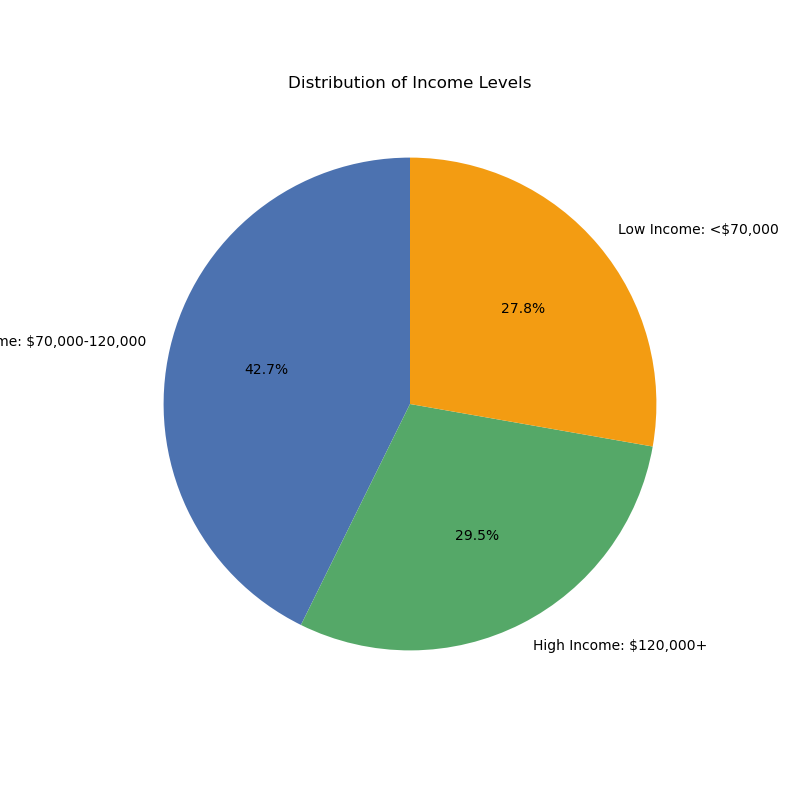 Distribution of Income Levels
Low Income: <$70,000
27.8%
$70,000-120,000
42.7%
29.5%
High Income: $120,000+